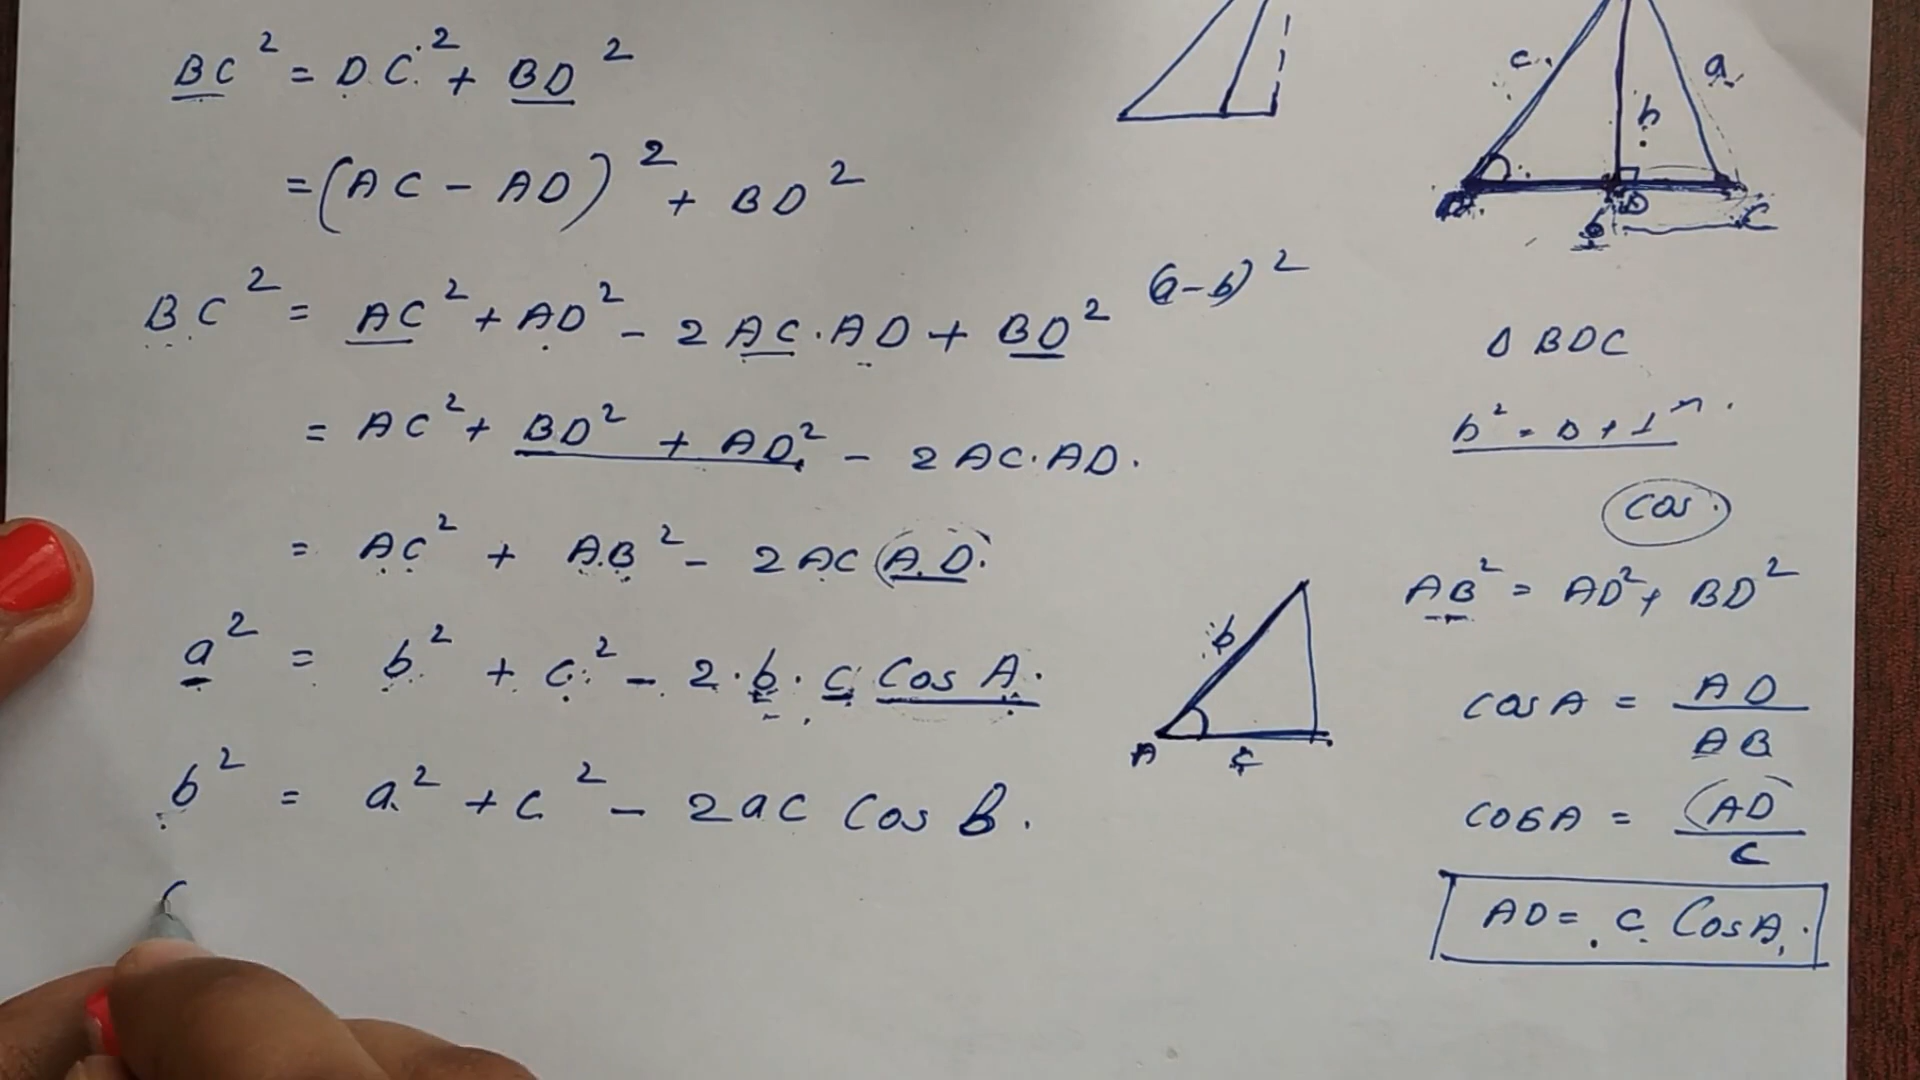 BC² = DC² + BD²
= (AC - AD)² + BD²
BC² = AC² + AD² - 2AC.AD + BD²
(a-b)²
= AC² + BD² + AD² - 2AC.AD.
= AC² + AB² - 2AC (A.D.
a² = b² + c² - 2.b.c Cos A.
b² = a² + c² - 2ac Cos B.
c
c a
h
D C
b
Δ BDC
cos.
AB² = AD² + BD²
b
A
cos A = AD/AB
cos A = (AD)/c
AD = c Cos A.